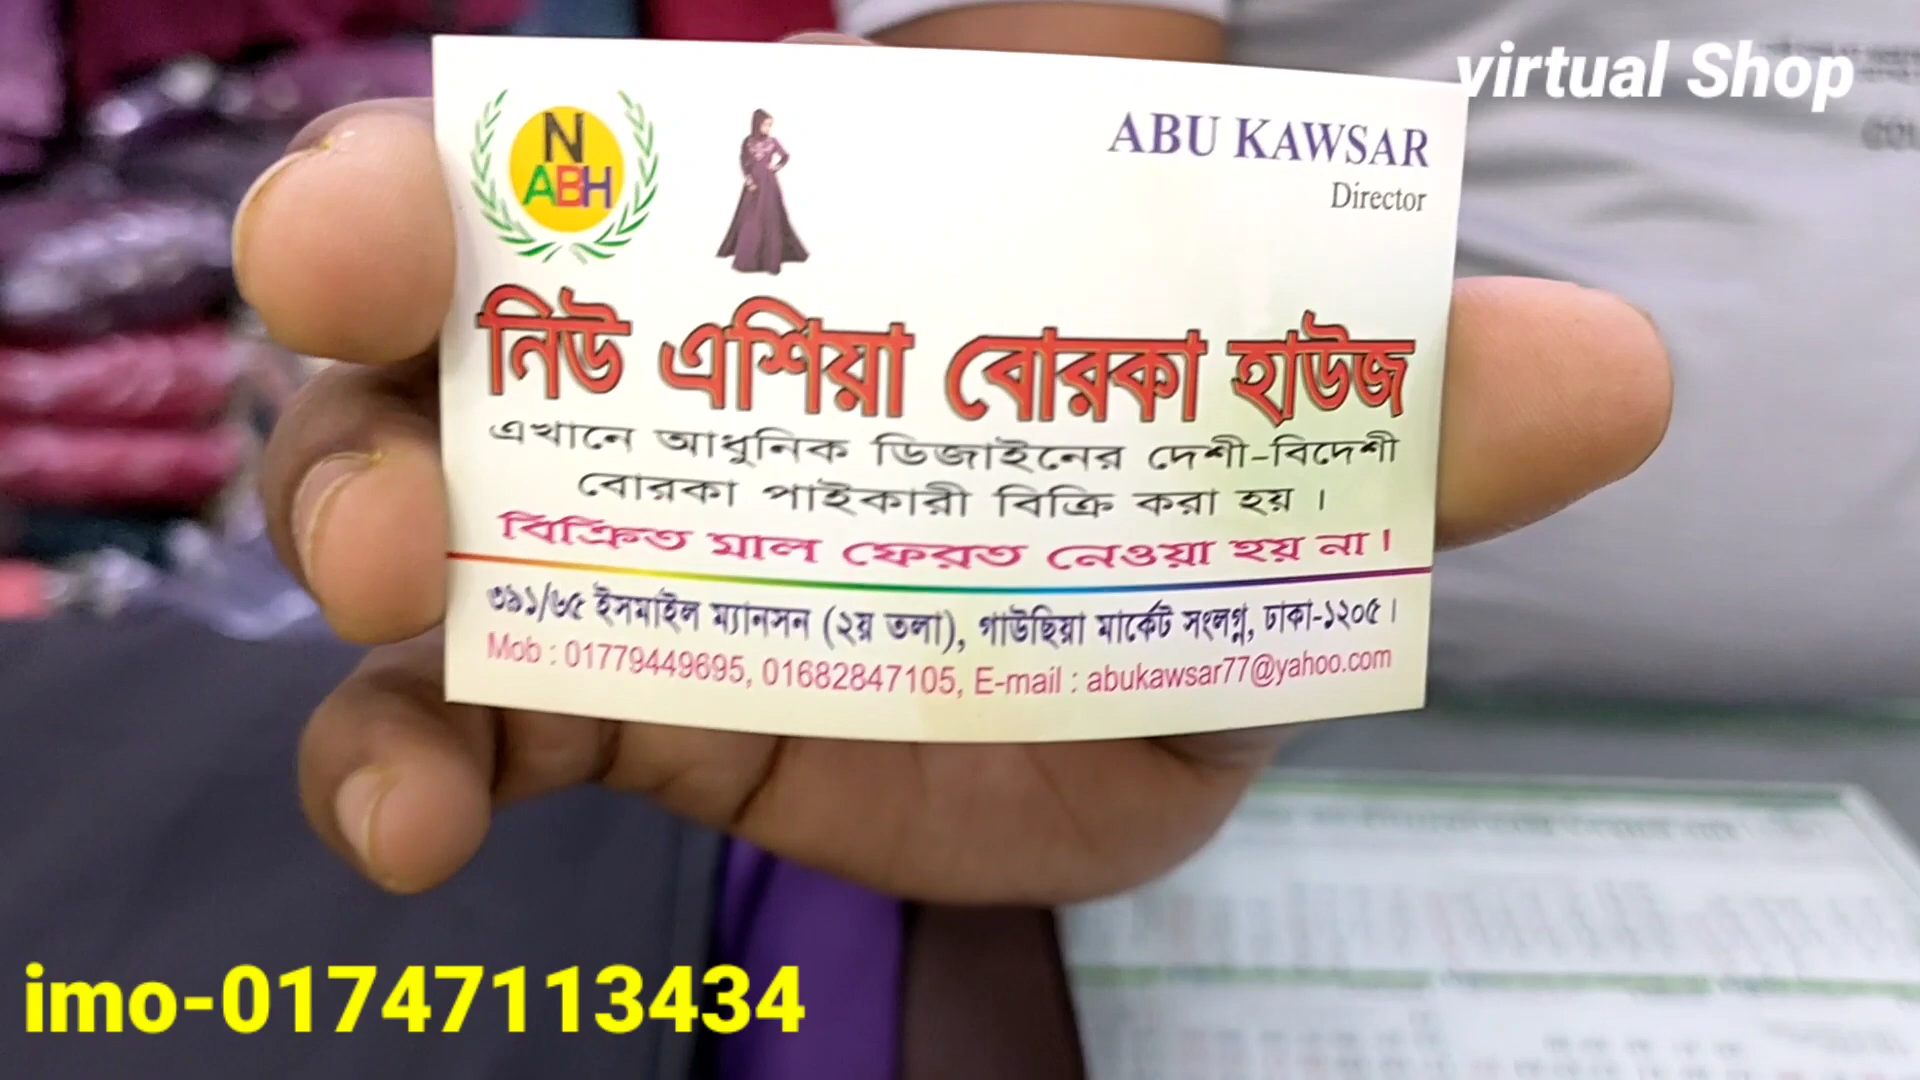 virtual Shop
N
ABH
ABU KAWSAR
Director
নিউ এশিয়া বোরকা হাউজ
এখানে আধুনিক ডিজাইনের দেশী-বিদেশী
বোরকা পাইকারী বিক্রি করা হয় ।
বিক্রিত মাল ফেরত নেওয়া হয় না ।
৩৯১/৬৫ ইসমাইল ম্যানসন (২য় তলা), গাউছিয়া মার্কেট সংলগ্ন, ঢাকা-১২০৫ ।
Mob : 01779449695, 01682847105, E-mail : abukawsar77@yahoo.com
imo-01747113434